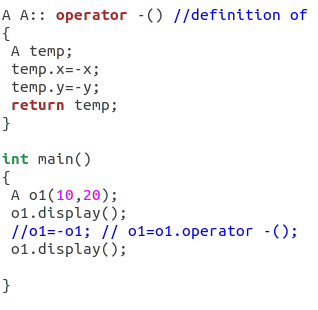 A A:: operator -() //definition of
{
 A temp;
 temp.x=-x;
 temp.y=-y;
 return temp;
}
int main()
{
 A o1(10,20);
 o1.display();
 //o1=-o1; // o1=o1.operator -();
 o1.display();
}